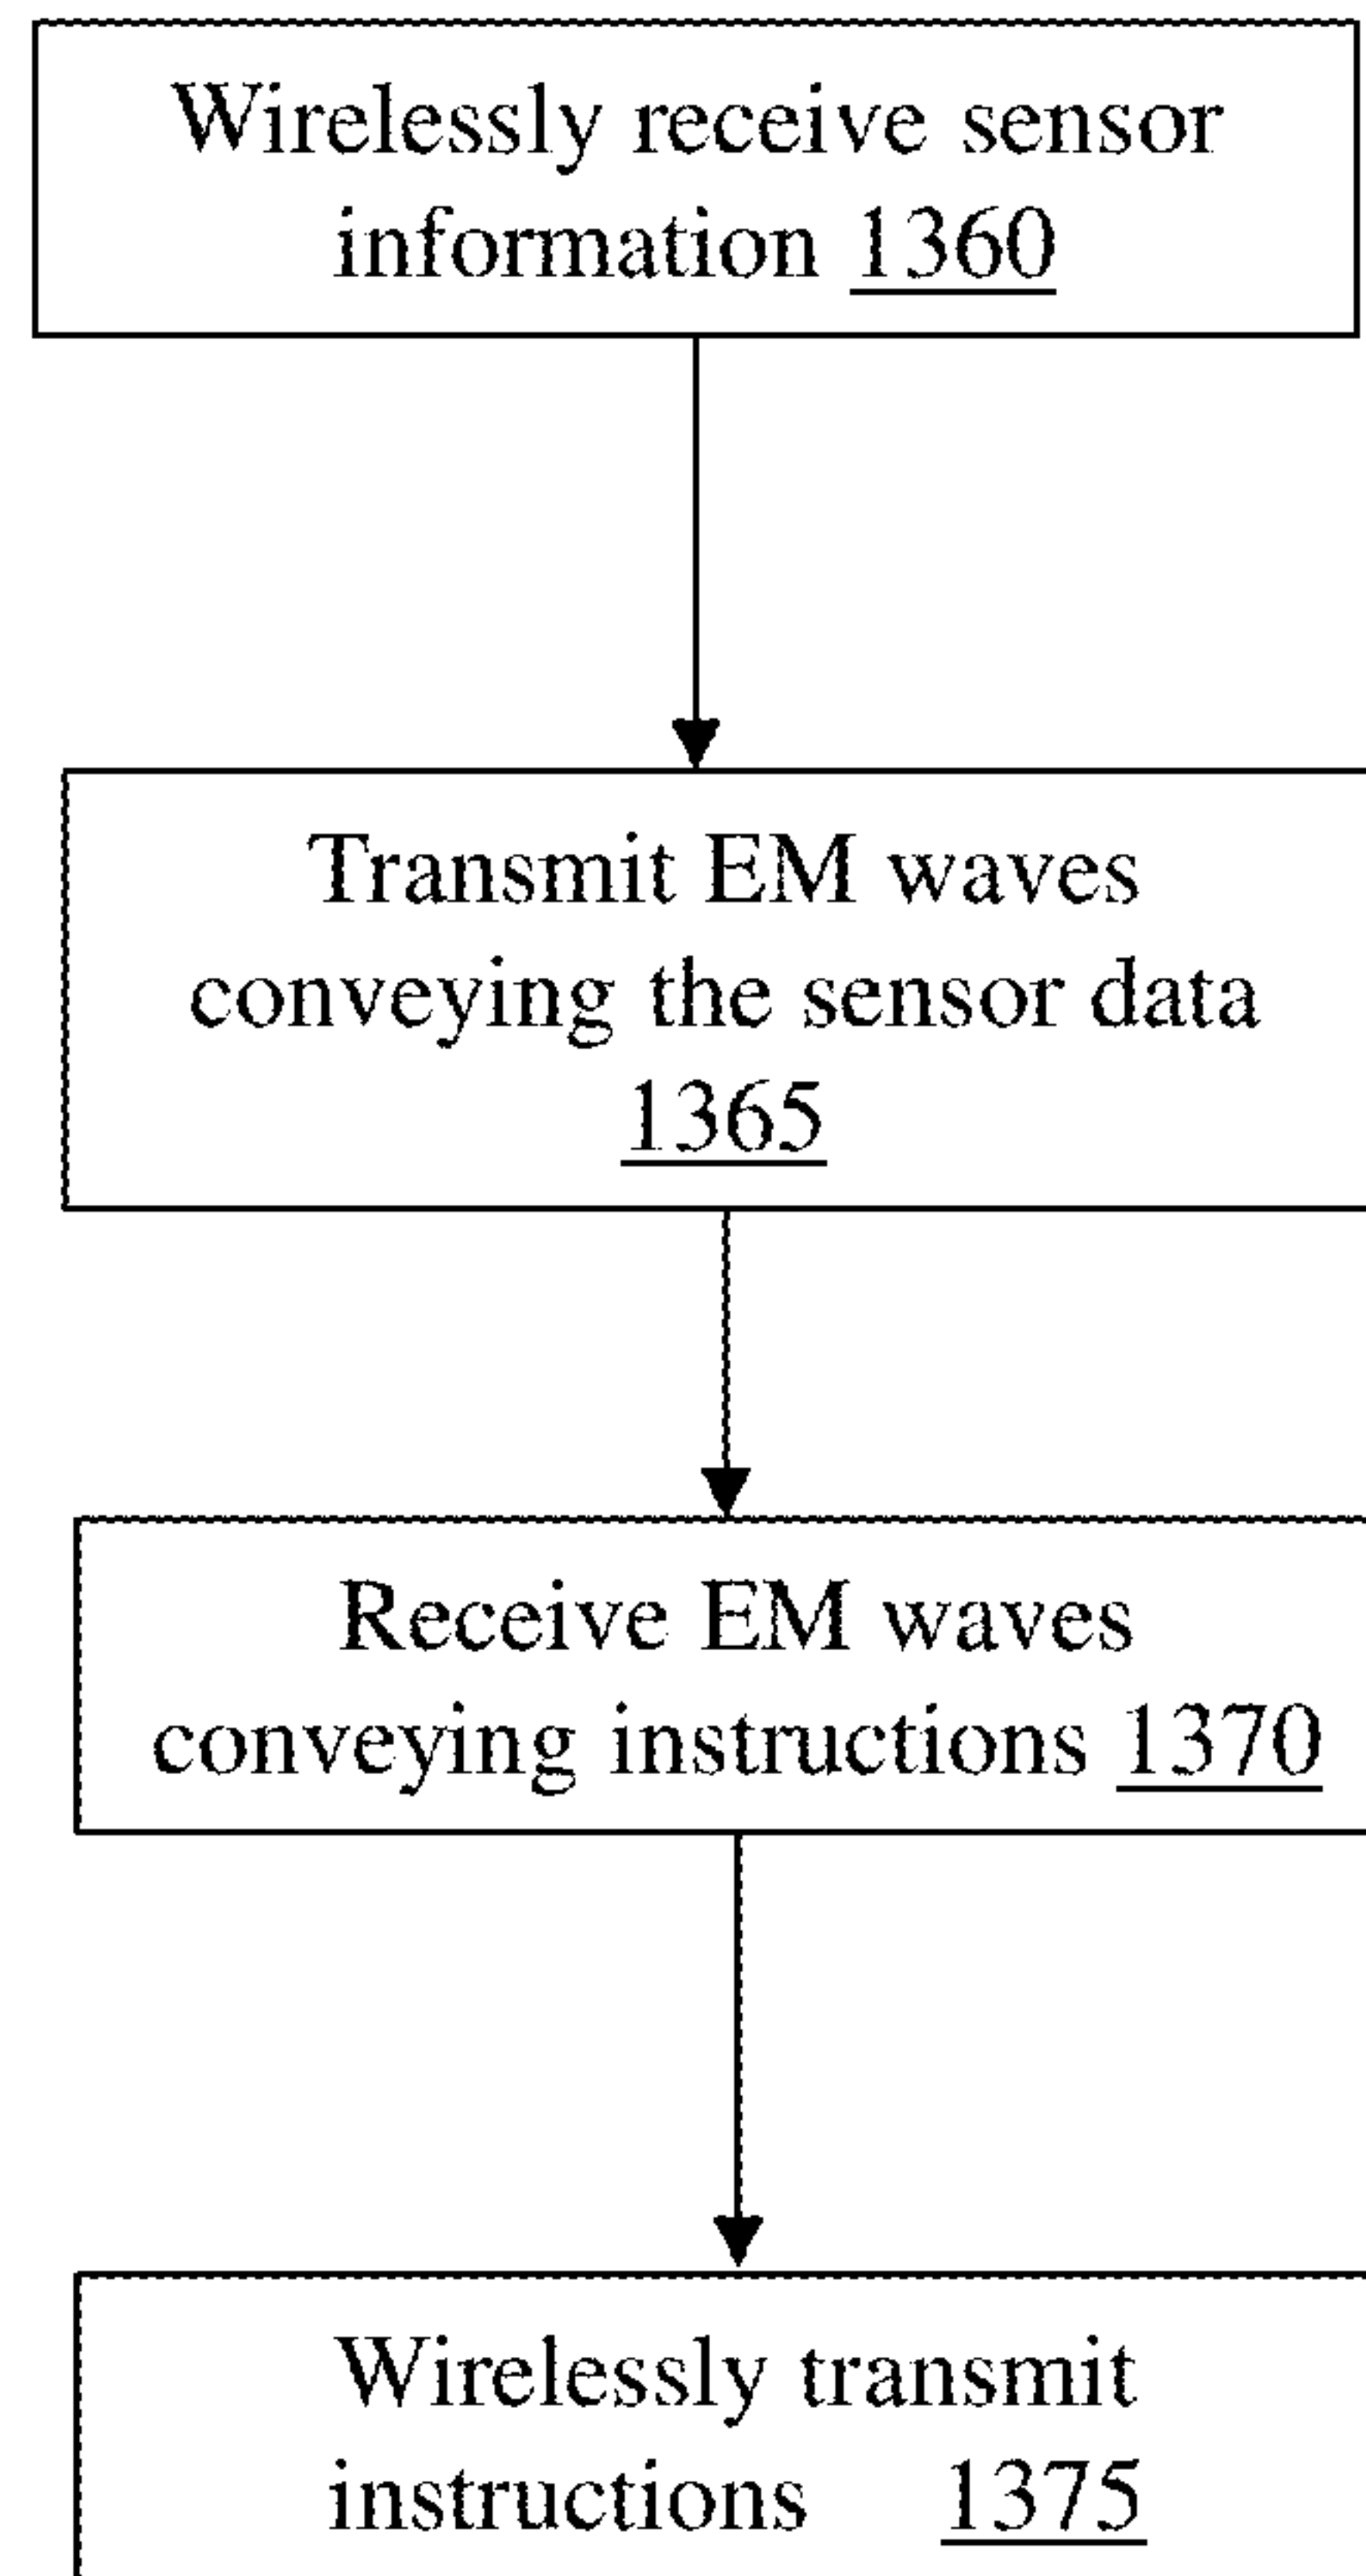 Wirelessly receive sensor
information 1360
Transmit EM waves
conveying the sensor data
1365
Receive EM waves
conveying instructions 1370
Wirelessly transmit
instructions 1375